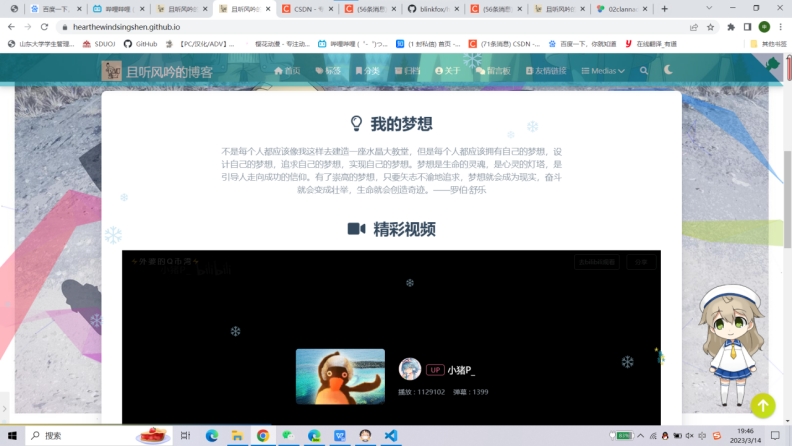 百度一下，
哔哩哔哩
且听风吟的
且听风吟的
CSDN - 专
(56条消息)
blinkfox/h
(56条消息)
且听风吟的
02clanna
hearthewindsingshen.github.io
山东大学学生管理...
SDUOJ
GitHub
【PC/汉化/ADV】...
樱花动漫 - 专注动...
哔哩哔哩 (゜-゜)つ...
(1 封私信) 首页 -...
(71条消息) CSDN -...
百度一下，你就知道
在线翻译_有道
其他书签
且听风吟的博客
首页
标签
分类
归档
关于
留言板
友情链接
Medias
我的梦想
不是每个人都应该像我这样去建造一座水晶大教堂，但是每个人都应该拥有自己的梦想，设
计自己的梦想，追求自己的梦想，实现自己的梦想。梦想是生命的灵魂，是心灵的灯塔，是
引导人走向成功的信仰。有了崇高的梦想，只要矢志不渝地追求，梦想就会成为现实，奋斗
就会变成壮举，生命就会创造奇迹。——罗伯·舒乐
精彩视频
UP 小猪P_
播放：1129102 弹幕：1399
搜索
中
19:46
2023/3/14